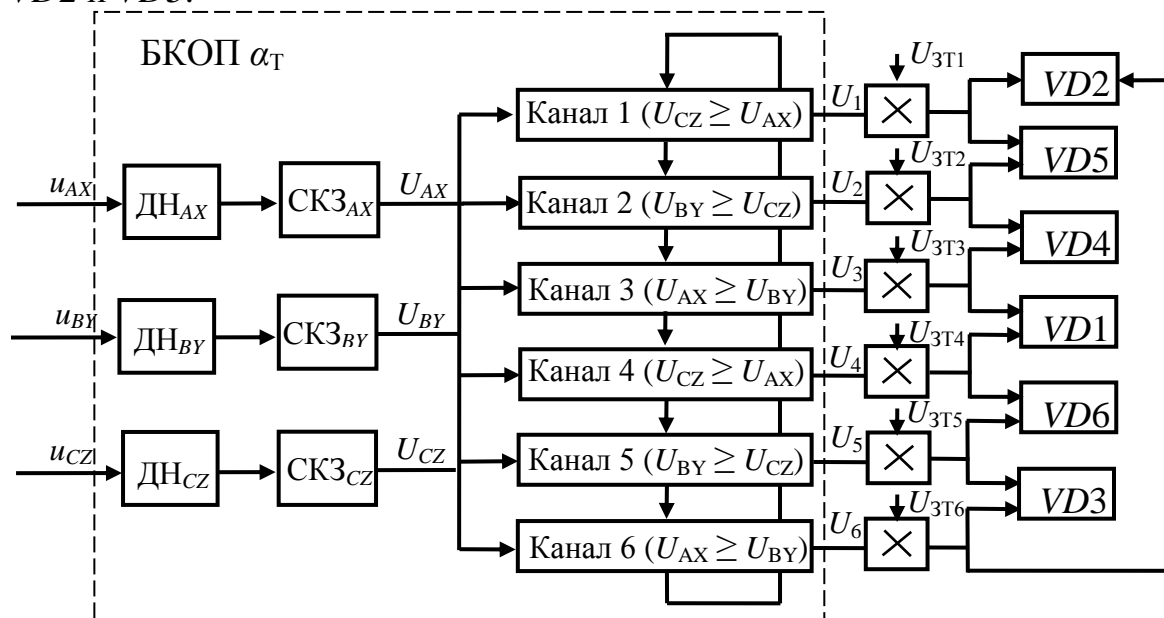 VD2 и VD5.
БКОП αТ
UЗТ1
Канал 1 (UCZ ≥ UAX)
U1
VD2
VD5
uAX
ДНAX
СКЗAX
UAX
Канал 2 (UBY ≥ UCZ)
U2
UЗТ2
VD4
Канал 3 (UAX ≥ UBY)
U3
UЗТ3
VD1
uBY
ДНBY
СКЗBY
UBY
Канал 4 (UCZ ≥ UAX)
U4
UЗТ4
VD6
uCZ
ДНCZ
СКЗCZ
UCZ
Канал 5 (UBY ≥ UCZ)
U5
UЗТ5
VD3
Канал 6 (UAX ≥ UBY)
U6
UЗТ6